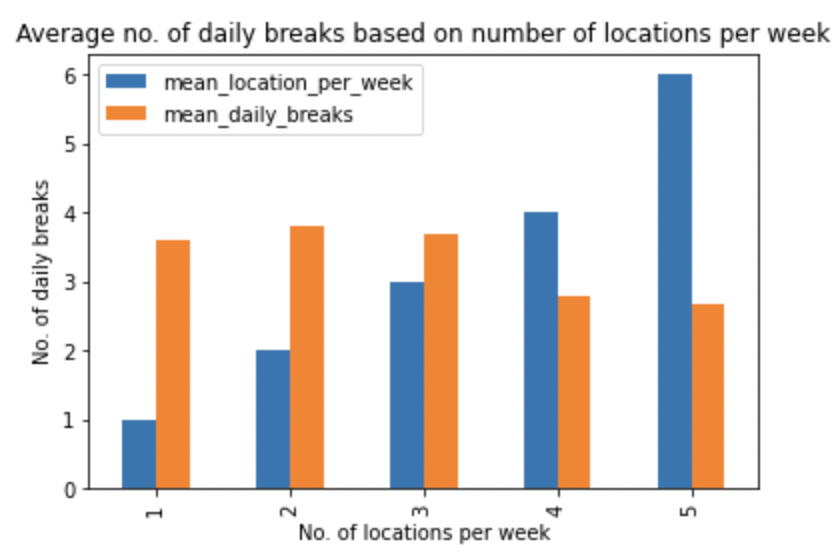 Average no. of daily breaks based on number of locations per week
mean_location_per_week
mean_daily_breaks
No. of daily breaks
6
5
4
3
2
1
0
1 2 3 4 5
No. of locations per week